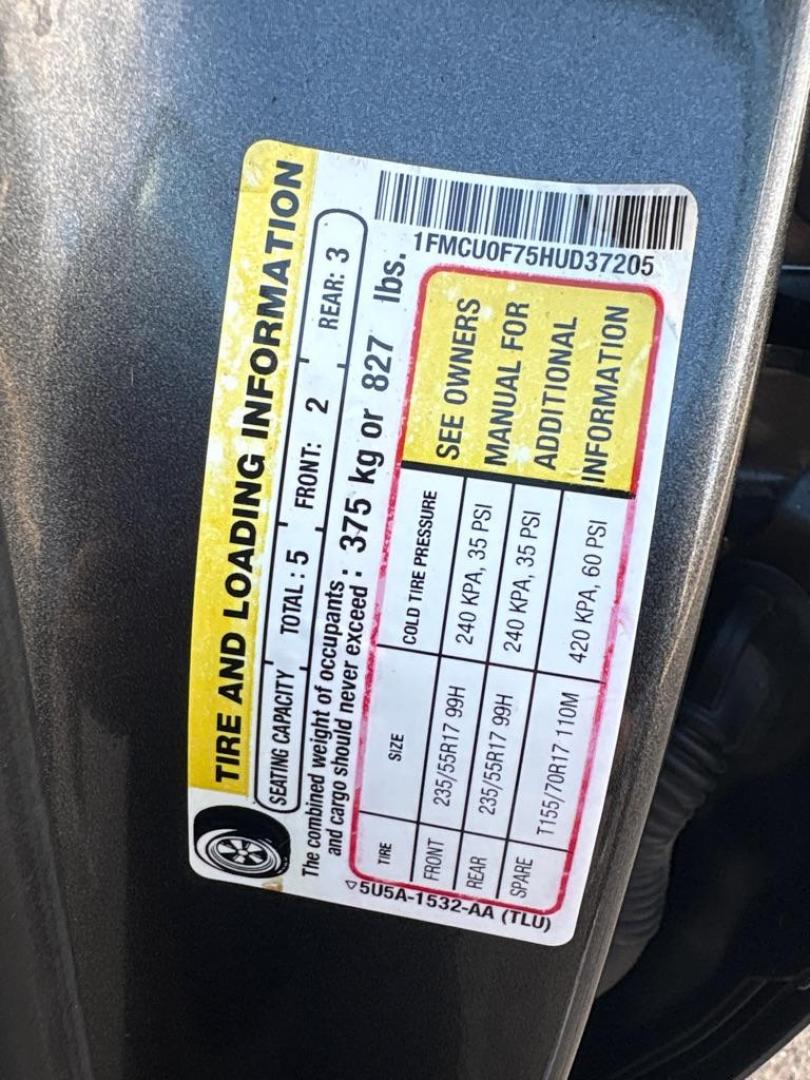 TIRE AND LOADING INFORMATION
SEATING CAPACITY TOTAL : 5 FRONT: 2 REAR: 3
The combined weight of occupants and cargo should never exceed : 375 kg or 827 lbs.
1FMCU0F75HUD37205
TIRE SIZE COLD TIRE PRESSURE
FRONT 235/55R17 99H 240 KPA, 35 PSI
REAR 235/55R17 99H 240 KPA, 35 PSI
SPARE T155/70R17 110M 420 KPA, 60 PSI
SEE OWNERS
MANUAL FOR
ADDITIONAL
INFORMATION
▽5U5A-1532-AA (TLU)